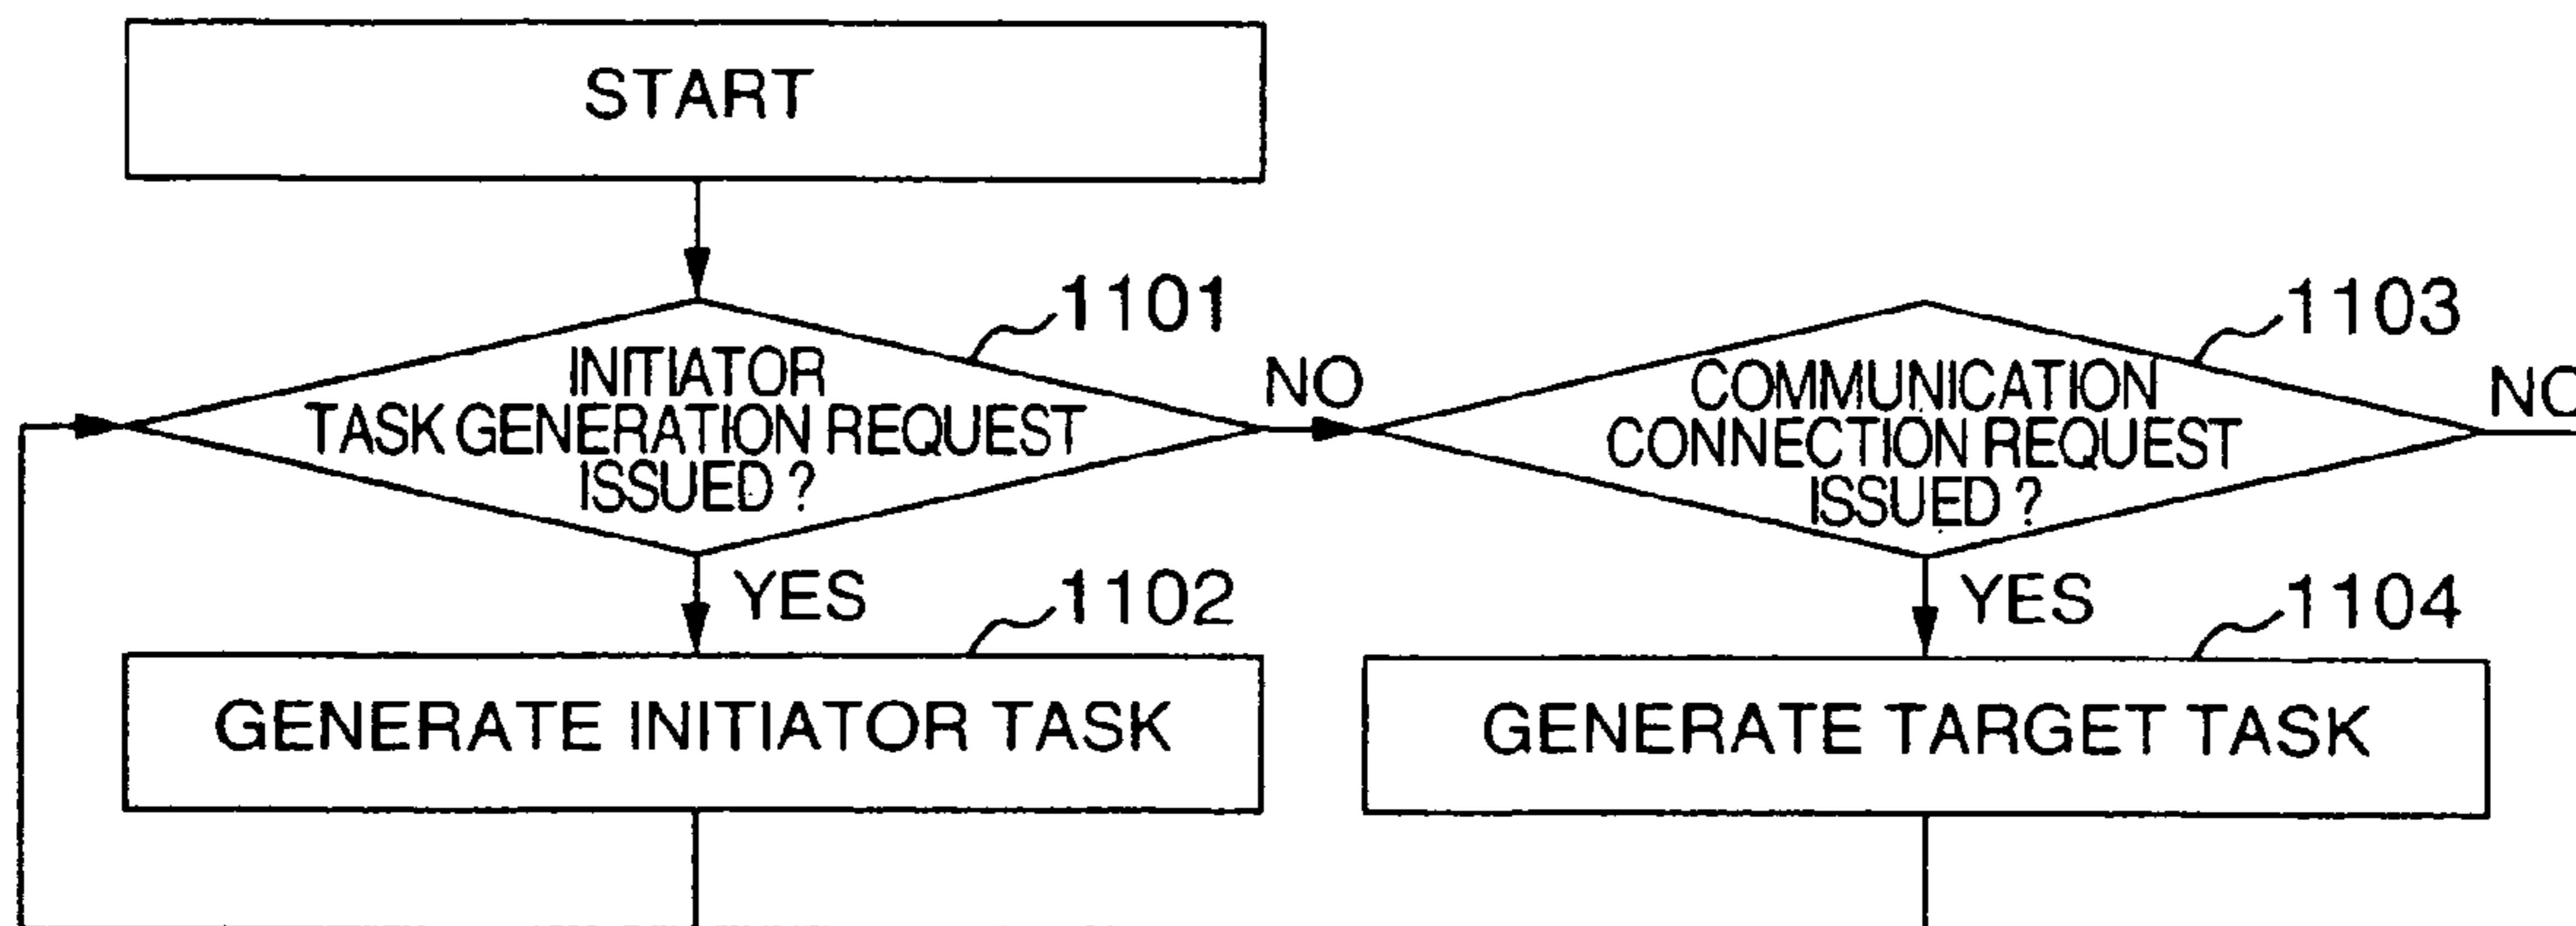 START
1101
INITIATOR
TASK GENERATION REQUEST
ISSUED ?
NO
1103
COMMUNICATION
CONNECTION REQUEST
ISSUED ?
NO
YES
1102
YES
1104
GENERATE INITIATOR TASK
GENERATE TARGET TASK